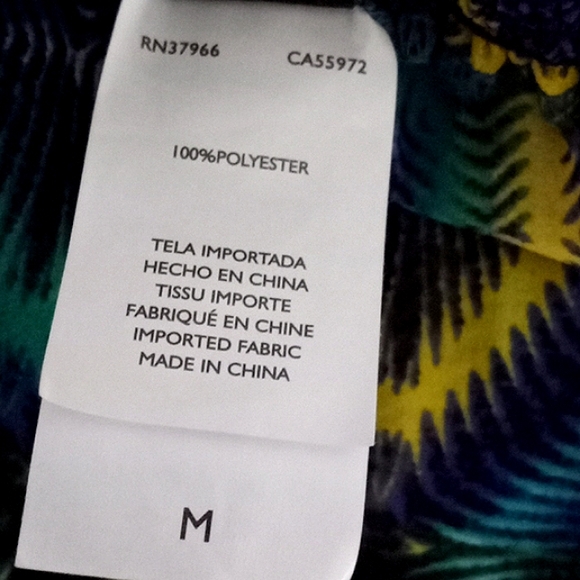 RN37966 CA55972
100%POLYESTER
TELA IMPORTADA
HECHO EN CHINA
TISSU IMPORTE
FABRIQUÉ EN CHINE
IMPORTED FABRIC
MADE IN CHINA
M